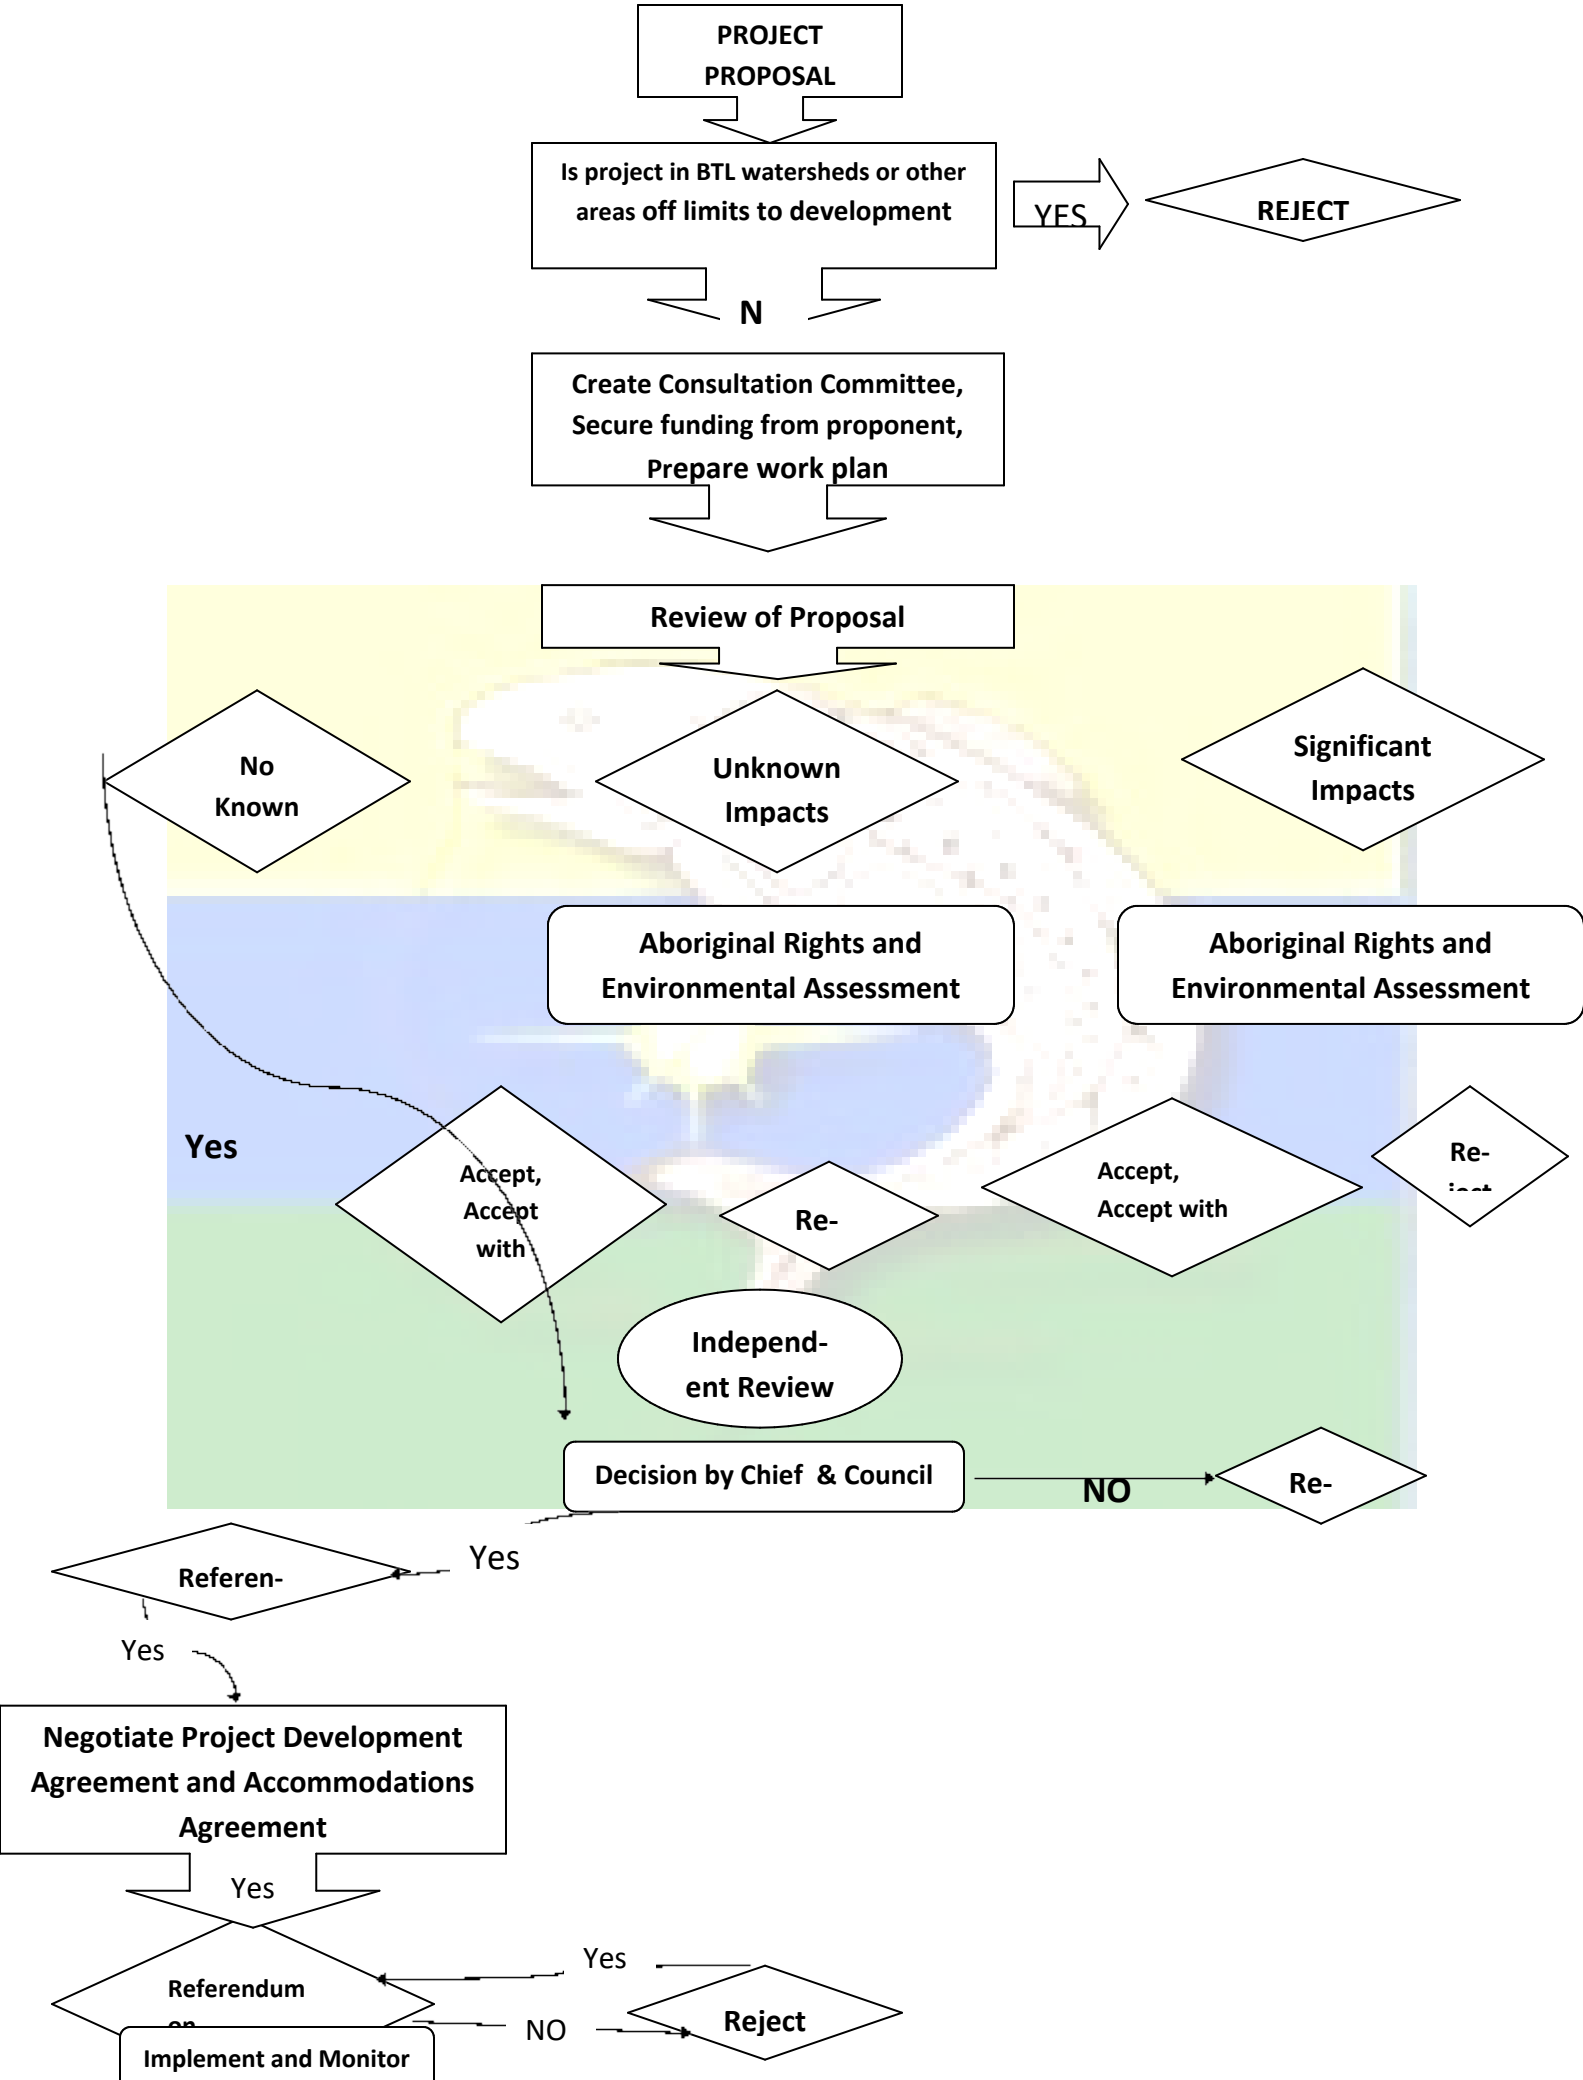 PROJECT
PROPOSAL
Is project in BTL watersheds or other
areas off limits to development
YES
REJECT
N
Create Consultation Committee,
Secure funding from proponent,
Prepare work plan
Review of Proposal
No
Known
Unknown
Impacts
Significant
Impacts
Aboriginal Rights and
Environmental Assessment
Aboriginal Rights and
Environmental Assessment
Yes
Accept,
Accept
with
Re-
Accept,
Accept with
Re-
ject
Independ-
ent Review
Decision by Chief & Council
NO
Re-
Yes
Referen-
Yes
Negotiate Project Development
Agreement and Accommodations
Agreement
Yes
Referendum
on
Yes
NO
Reject
Implement and Monitor